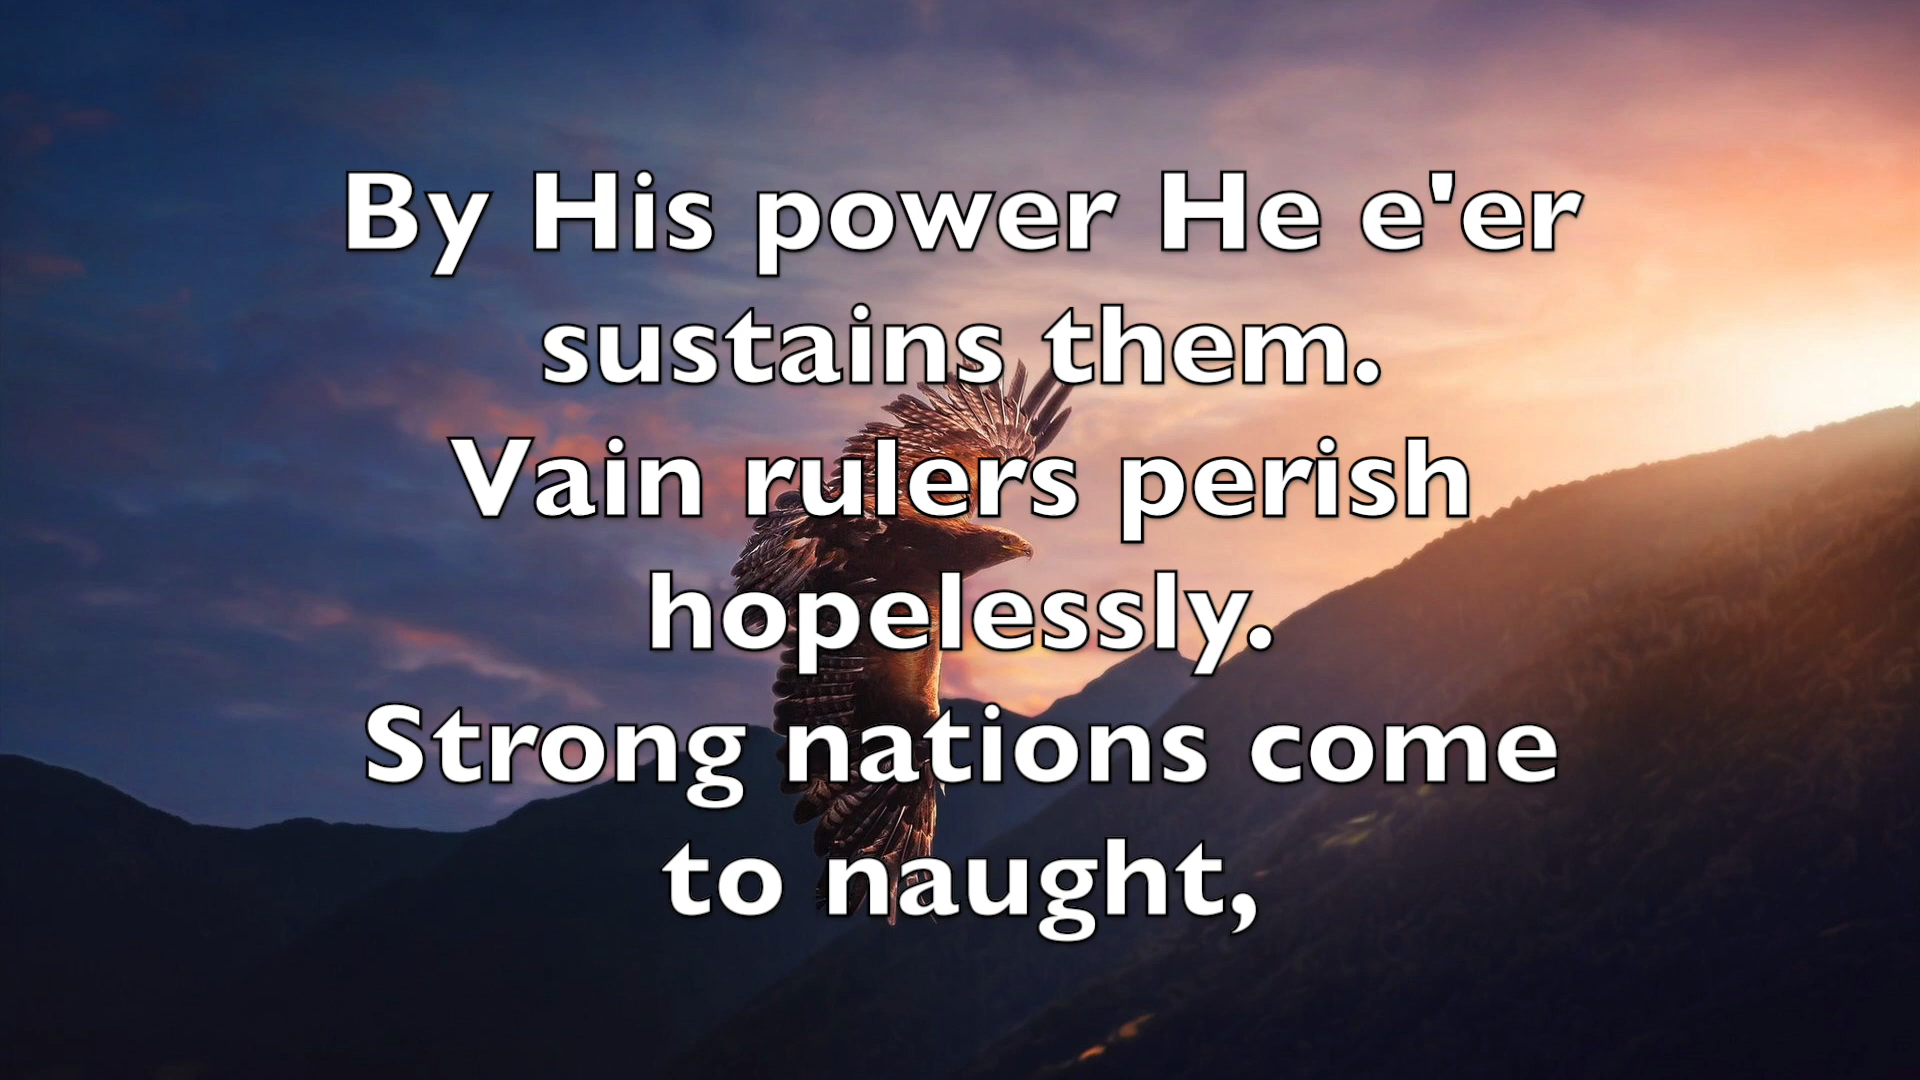 By His power He e'er
sustains them.
Vain rulers perish
hopelessly.
Strong nations come
to naught,